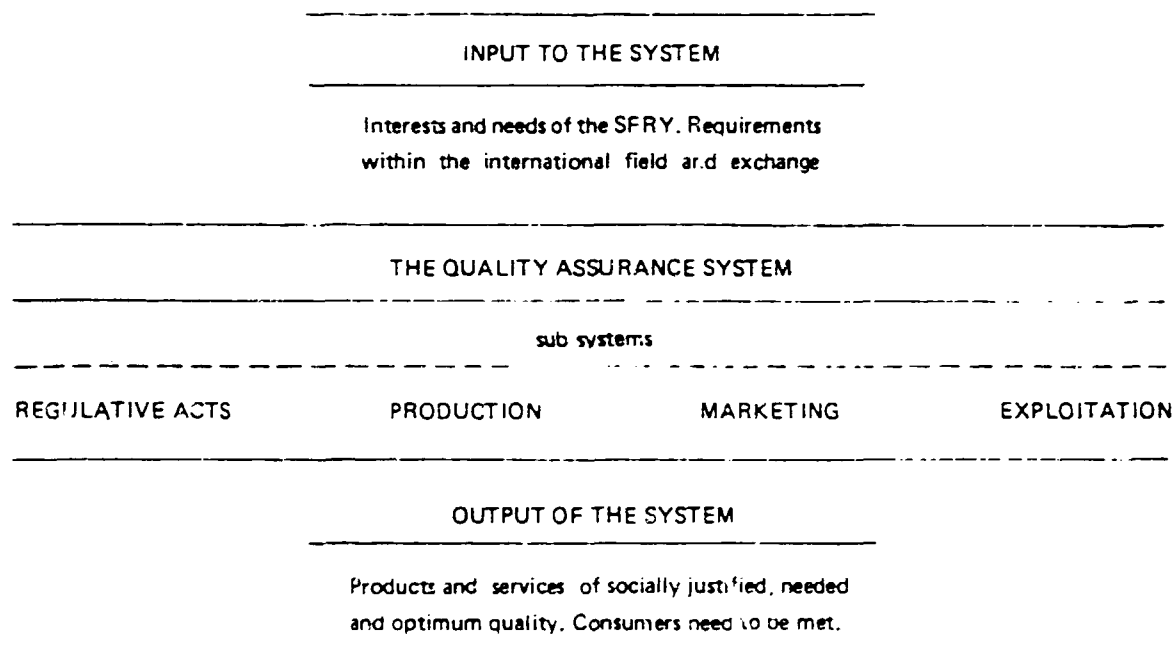 INPUT TO THE SYSTEM
Interests and needs of the SFRY. Requirements
within the international field and exchange
THE QUALITY ASSURANCE SYSTEM
sub systems
REGULATIVE ACTS PRODUCTION MARKETING EXPLOITATION
OUTPUT OF THE SYSTEM
Products and services of socially justified, needed
and optimum quality. Consumers need to be met.